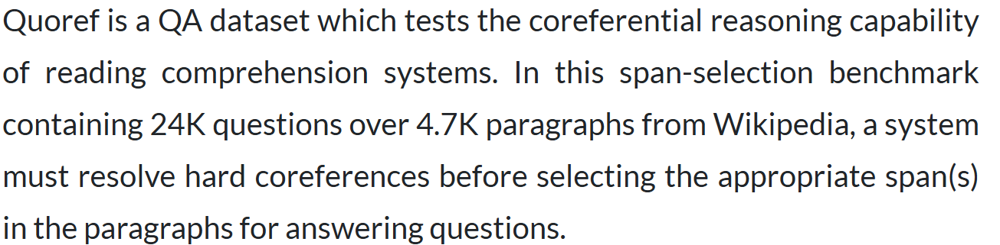 Quoref is a QA dataset which tests the coreferential reasoning capability
of reading comprehension systems. In this span-selection benchmark
containing 24K questions over 4.7K paragraphs from Wikipedia, a system
must resolve hard coreferences before selecting the appropriate span(s)
in the paragraphs for answering questions.